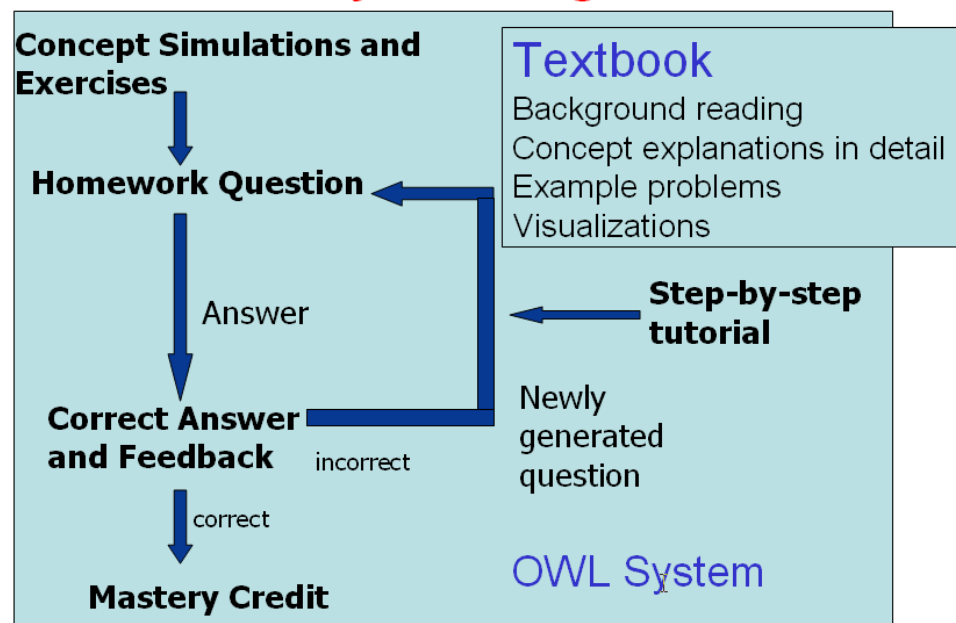 Concept Simulations and
Exercises
Textbook
Background reading
Concept explanations in detail
Example problems
Visualizations
Homework Question
Answer
Step-by-step
tutorial
Correct Answer
and Feedback
incorrect
Newly
generated
question
correct
OWL System
Mastery Credit